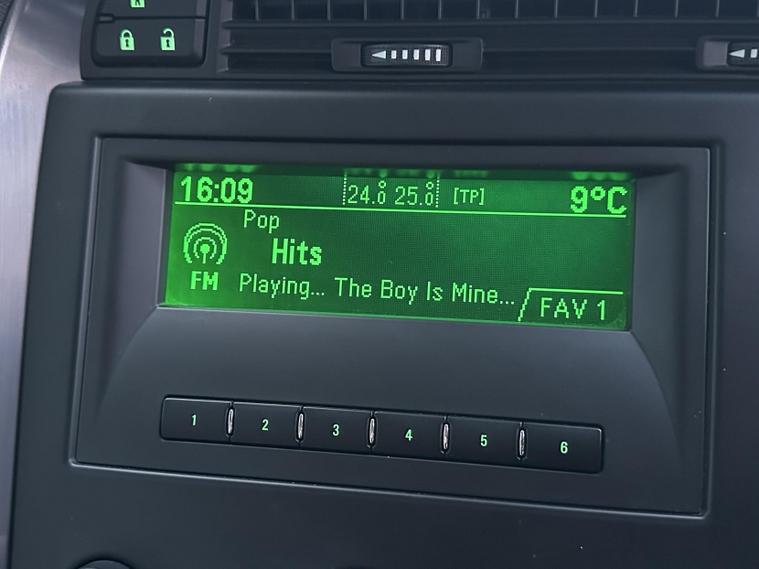 16:09 24.0 25.0 [TP] 9°C
Pop
Hits
FM Playing... The Boy Is Mine... FAV 1
1 2 3 4 5 6